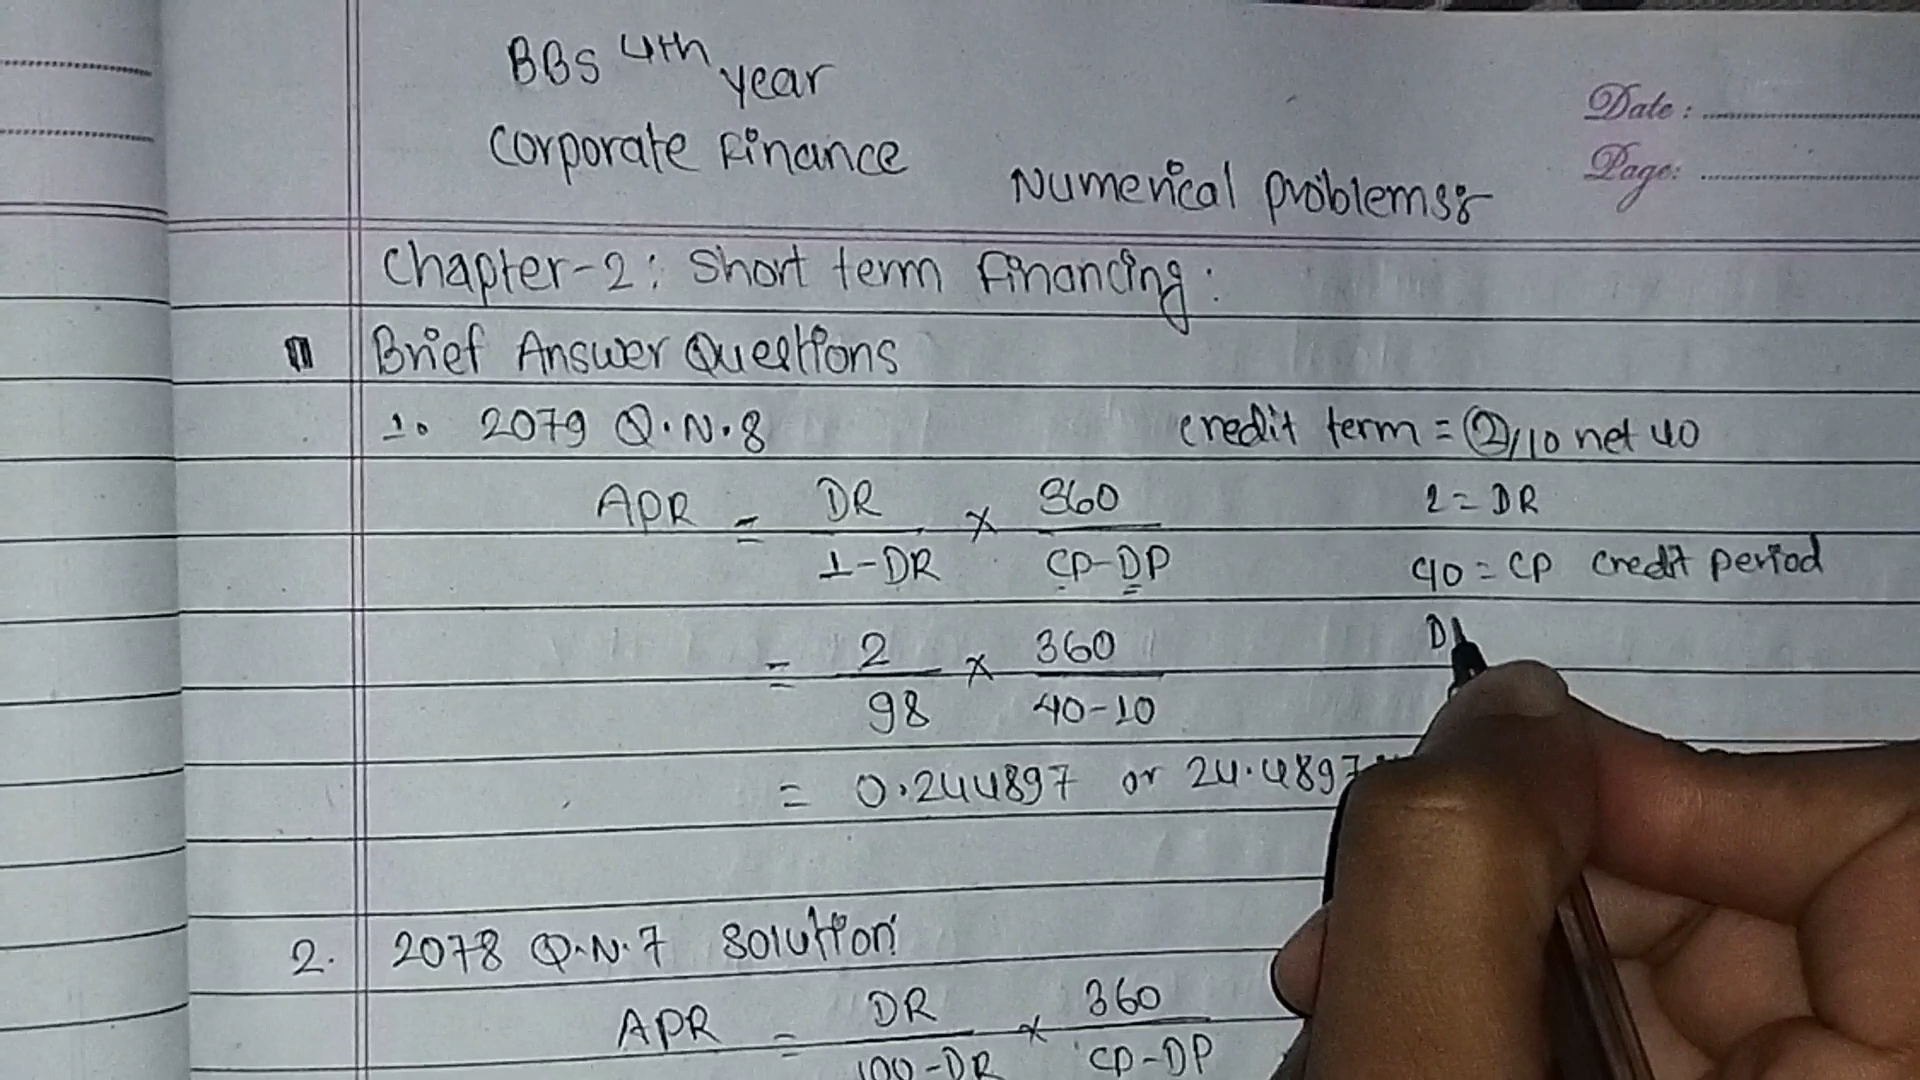 BBS 4th year
Corporate Finance
Numerical problems:
Date :
Page:
Chapter-2: Short term Financing:
Brief Answer Questions
1. 2079 Q.N.8
credit term = 2/10 net 40
APR = DR / 1-DR × 360 / CP-DP
2 = DR
40 = CP credit period
D
= 2 / 98 × 360 / 40-10
= 0.244897 or 24.4897
2. 2078 Q.N.7 Solution:
APR = DR / 100-DR × 360 / CP-DP